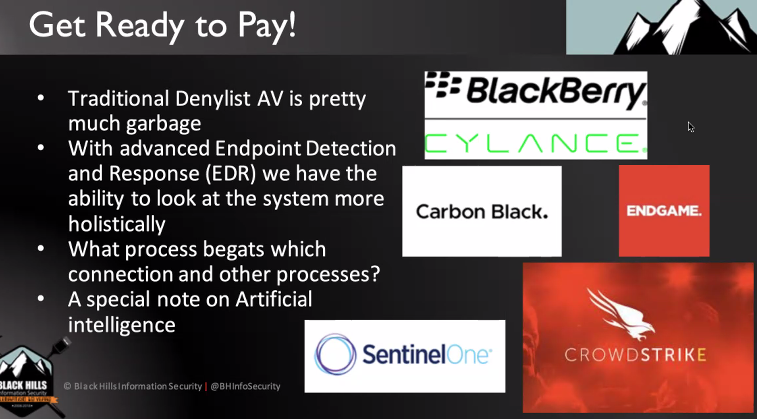 Get Ready to Pay!
• Traditional Denylist AV is pretty
much garbage
• With advanced Endpoint Detection
and Response (EDR) we have the
ability to look at the system more
holistically
• What process begats which
connection and other processes?
• A special note on Artificial
intelligence
BlackBerry
CYLANCE
Carbon Black.
ENDGAME.
CROWDSTRIKE
SentinelOne
BLACK HILLS
Information Security
© Black Hills Information Security | @BHInfoSecurity